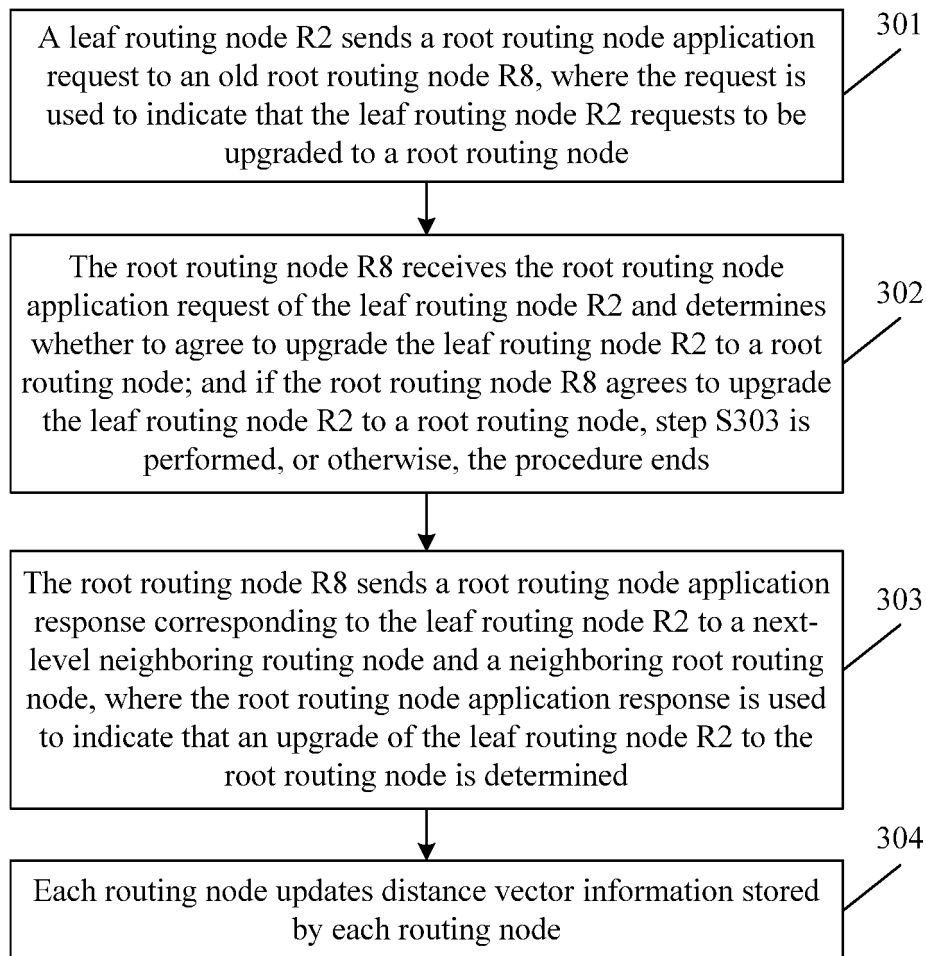 A leaf routing node R2 sends a root routing node application
request to an old root routing node R8, where the request is
used to indicate that the leaf routing node R2 requests to be
upgraded to a root routing node
301
The root routing node R8 receives the root routing node
application request of the leaf routing node R2 and determines
whether to agree to upgrade the leaf routing node R2 to a root
routing node; and if the root routing node R8 agrees to upgrade
the leaf routing node R2 to a root routing node, step S303 is
performed, or otherwise, the procedure ends
302
The root routing node R8 sends a root routing node application
response corresponding to the leaf routing node R2 to a next-
level neighboring routing node and a neighboring root routing
node, where the root routing node application response is used
to indicate that an upgrade of the leaf routing node R2 to the
root routing node is determined
303
Each routing node updates distance vector information stored
by each routing node
304